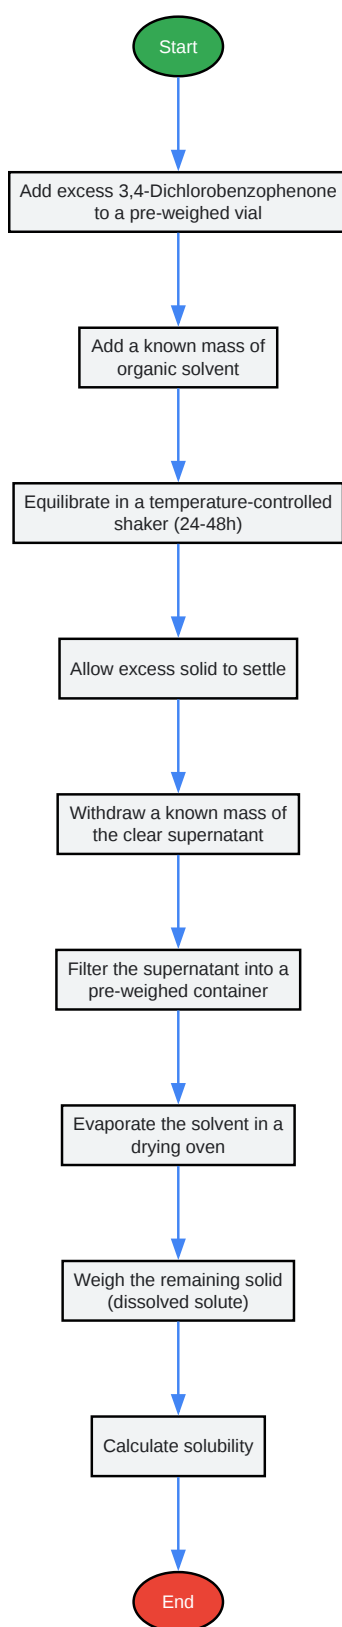 Start
Add excess 3,4-Dichlorobenzophenone
to a pre-weighed vial
Add a known mass of
organic solvent
Equilibrate in a temperature-controlled
shaker (24-48h)
Allow excess solid to settle
Withdraw a known mass of
the clear supernatant
Filter the supernatant into a
pre-weighed container
Evaporate the solvent in a
drying oven
Weigh the remaining solid
(dissolved solute)
Calculate solubility
End